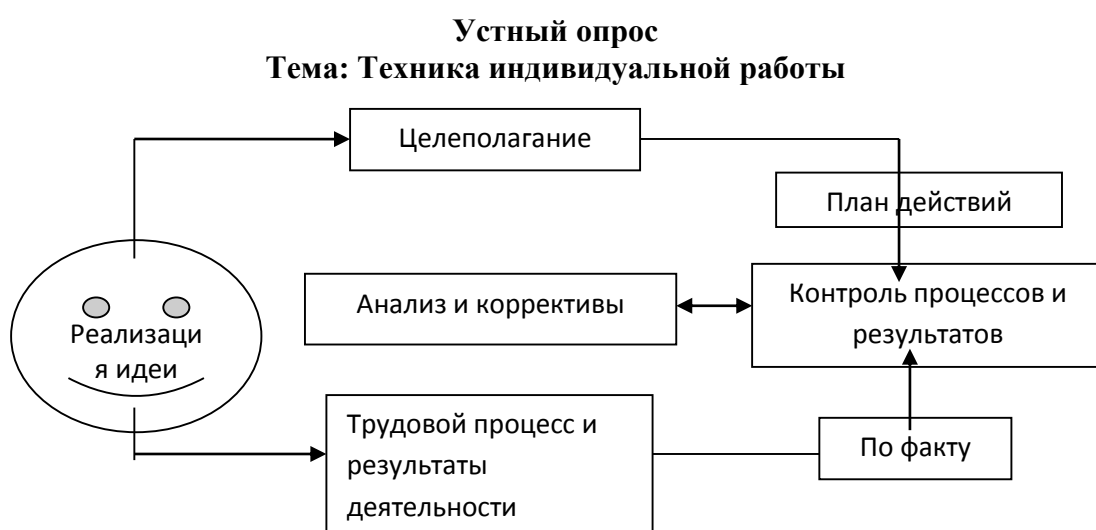 Устный опрос
Тема: Техника индивидуальной работы
Целеполагание
План действий
Анализ и коррективы
Контроль процессов и
результатов
Реализаци
я идеи
Трудовой процесс и
результаты
деятельности
По факту